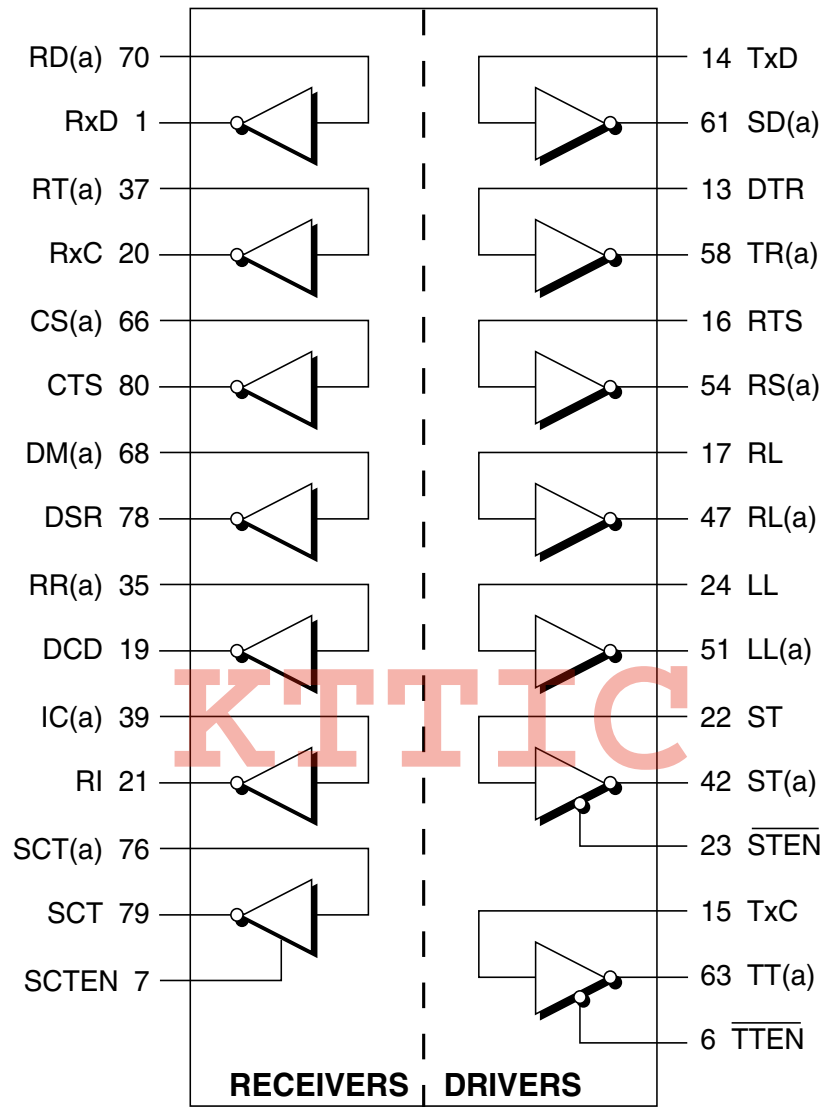 RD(a) 70
RxD 1
RT(a) 37
RxC 20
CS(a) 66
CTS 80
DM(a) 68
DSR 78
RR(a) 35
DCD 19
IC(a) 39
RI 21
SCT(a) 76
SCT 79
SCTEN 7
14 TxD
61 SD(a)
13 DTR
58 TR(a)
16 RTS
54 RS(a)
17 RL
47 RL(a)
24 LL
51 LL(a)
22 ST
42 ST(a)
23 S̅T̅E̅N̅
15 TxC
63 TT(a)
6 T̅T̅E̅N̅
RECEIVERS
DRIVERS
KTTIC